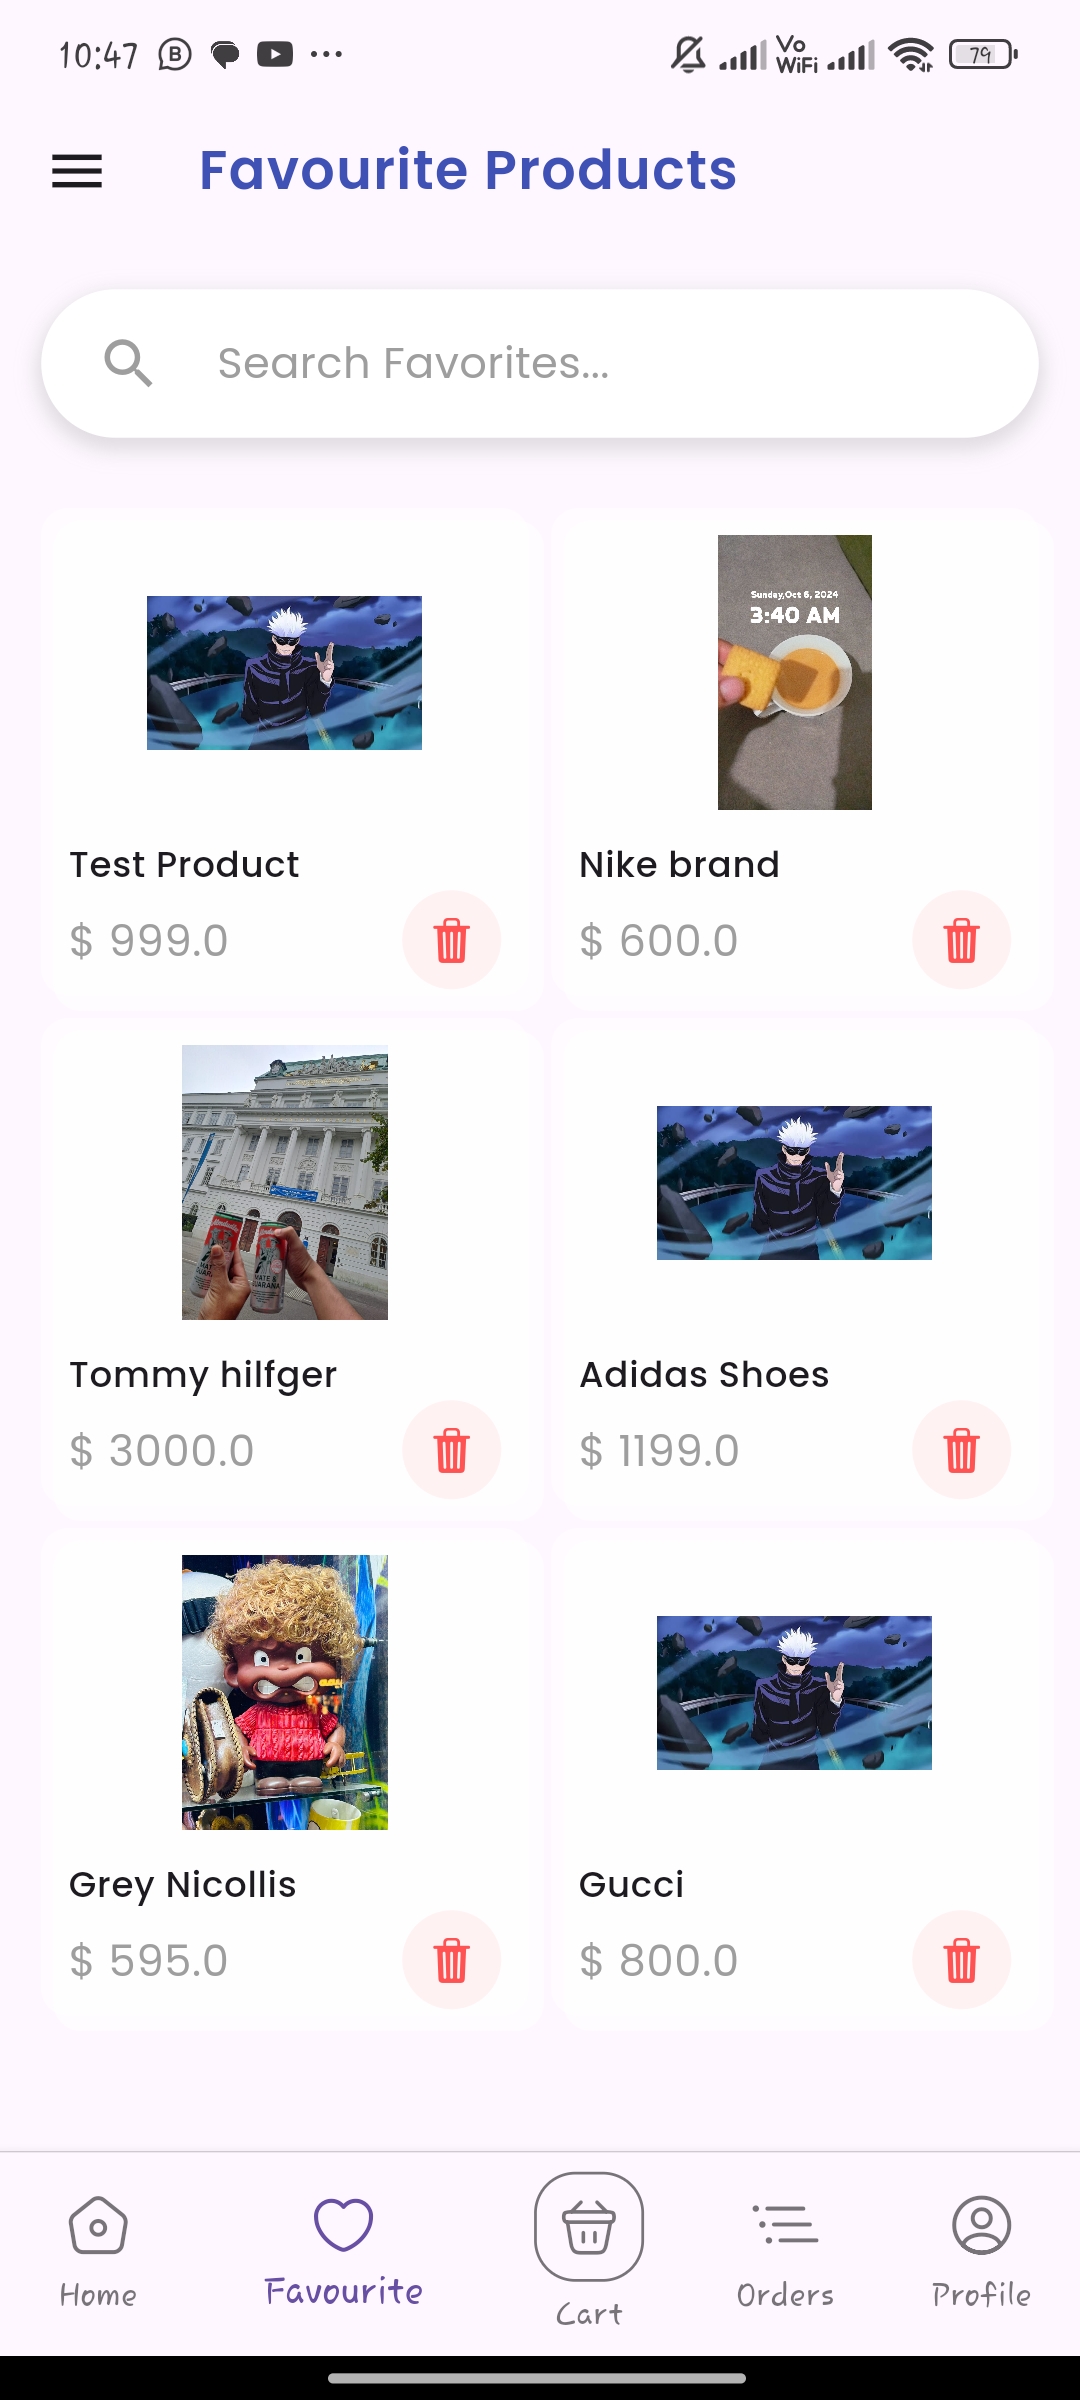 10:47
Vo
WiFi
79
Favourite Products
Search Favorites...
Sunday,Oct 6, 2024
3:40 AM
Test Product
Nike brand
$ 999.0
$ 600.0
MATE &
GUARANA
Tommy hilfger
Adidas Shoes
$ 3000.0
$ 1199.0
Grey Nicollis
Gucci
$ 595.0
$ 800.0
Home
Favourite
Cart
Orders
Profile